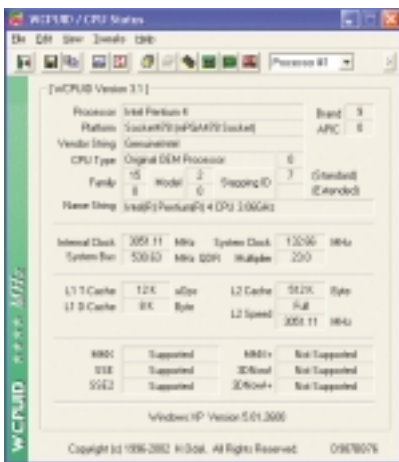 WCPUID / CPU Status
File Edit View Help
Processor #1
[WCPUID Version 3.1]
Processor Intel Pentium 4 Brand 9
Platform Socket478 (mPGA478 Socket) APIC 0
Vendor String GenuineIntel
CPU Type Original OEM Processor 0
Family 15 Model 2 Stepping ID 7 (Standard)
0 0 (Extended)
Name String Intel(R) Pentium(R) 4 CPU 3.06GHz
Internal Clock 3051.11 MHz System Clock 132.66 MHz
System Bus 530.63 MHz QDR Multiplier 23.0
L1 T-Cache 12K uOps L2 Cache 512K Byte
L1 D-Cache 8K Byte L2 Speed Full
3051.11 MHz
MMX Supported MMX+ Not Supported
SSE Supported 3DNow! Not Supported
SSE2 Supported 3DNow!+ Not Supported
Windows XP Version 5.01.2600
WCPUID **** MHz
Copyright (c) 1996-2002 H.Oda!. All Rights Reserved.